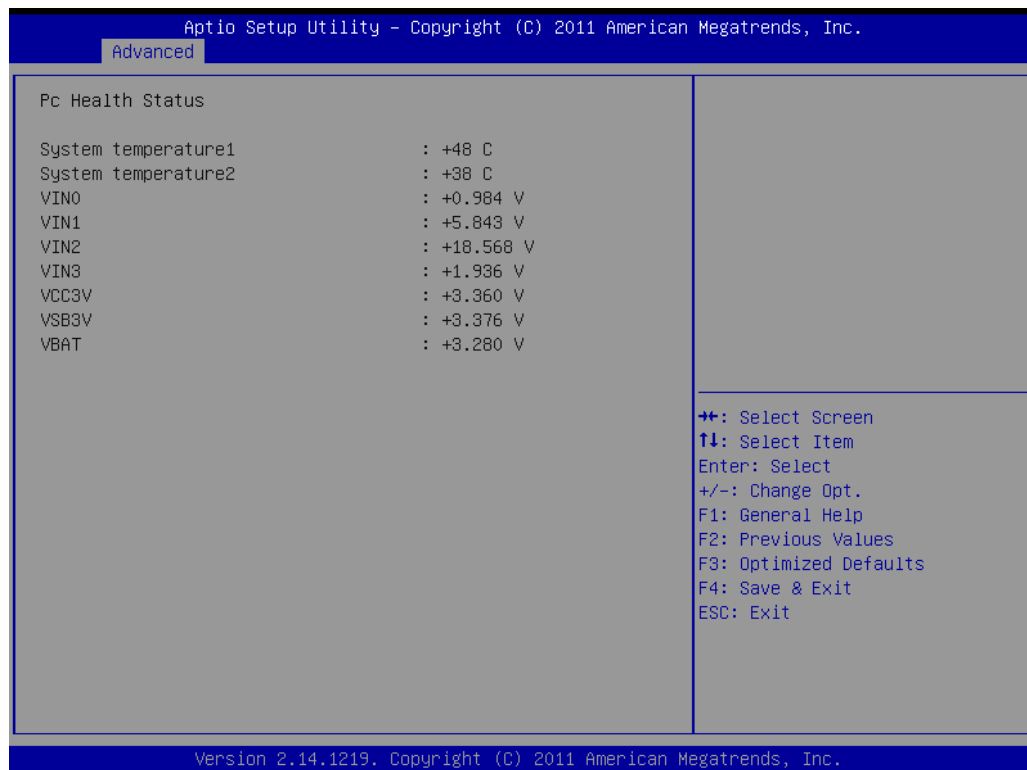 Aptio Setup Utility – Copyright (C) 2011 American Megatrends, Inc.
Advanced
Pc Health Status
System temperature1 : +48 C
System temperature2 : +38 C
VIN0 : +0.984 V
VIN1 : +5.843 V
VIN2 : +18.568 V
VIN3 : +1.936 V
VCC3V : +3.360 V
VSB3V : +3.376 V
VBAT : +3.280 V
→←: Select Screen
↑↓: Select Item
Enter: Select
+/-: Change Opt.
F1: General Help
F2: Previous Values
F3: Optimized Defaults
F4: Save & Exit
ESC: Exit
Version 2.14.1219. Copyright (C) 2011 American Megatrends, Inc.